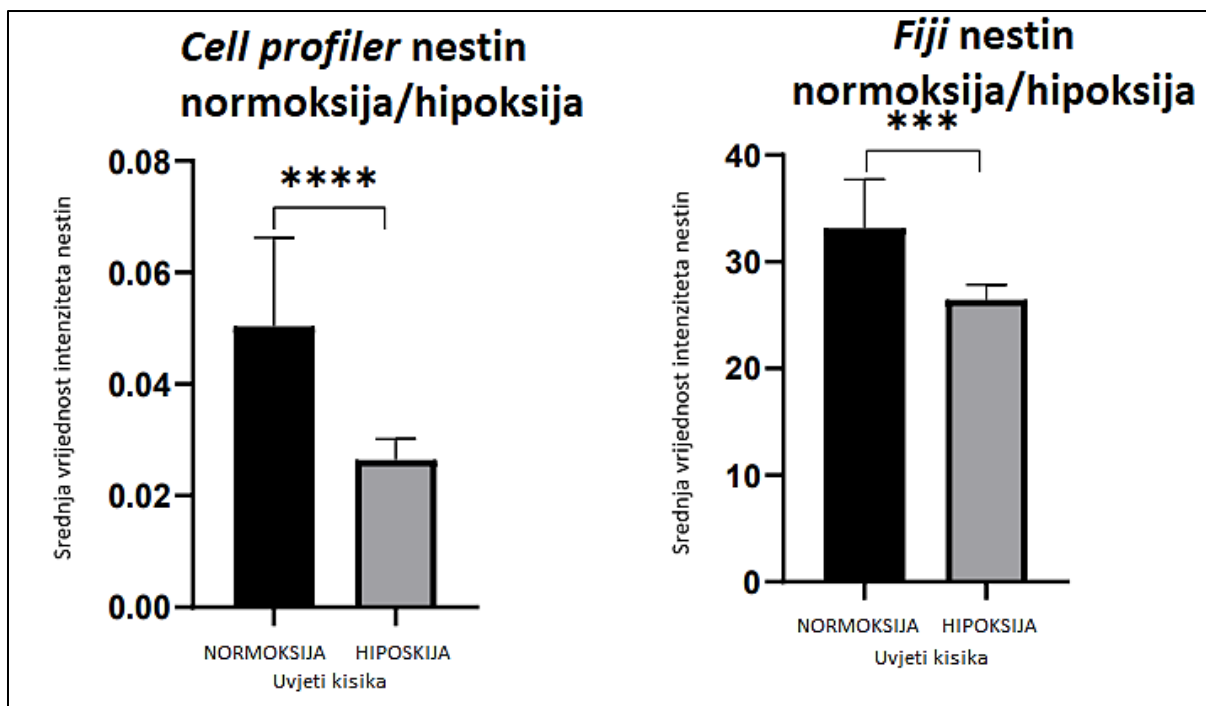 Cell profiler nestin
normoksija/hipoksija
****
Srednja vrijednost intenziteta nestin
0.08
0.06
0.04
0.02
0.00
NORMOKSIJA HIPOSKIJA
Uvjeti kisika
Fiji nestin
normoksija/hipoksija
***
Srednja vrijednost intenziteta nestin
40
30
20
10
0
NORMOKSIJA HIPOKSIJA
Uvjeti kisika